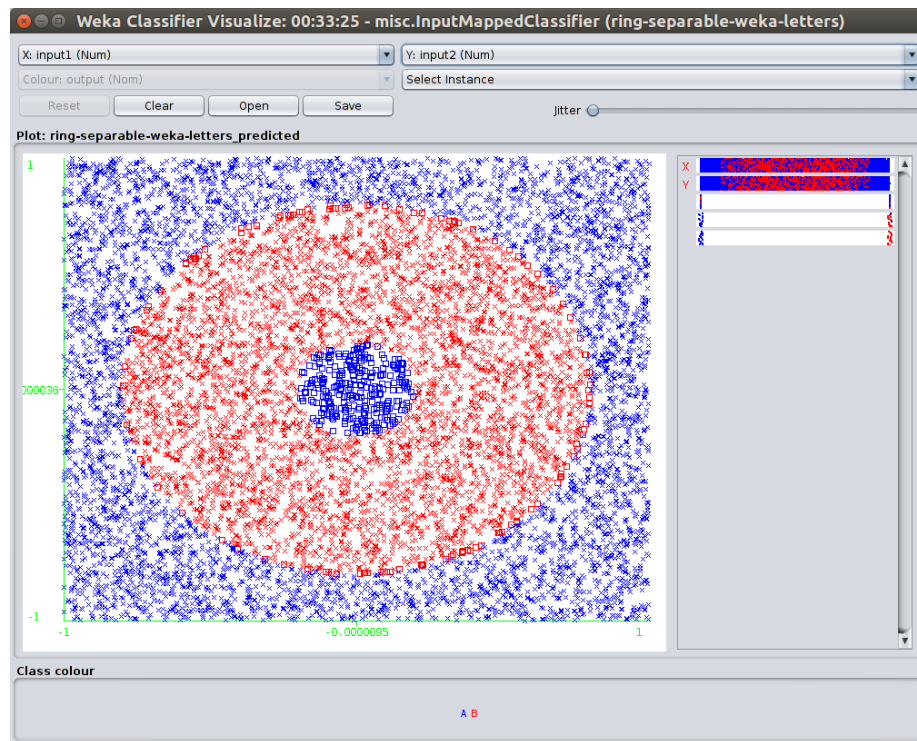 Weka Classifier Visualize: 00:33:25 - misc.InputMappedClassifier (ring-separable-weka-letters)
X: input1 (Num) Y: input2 (Num)
Colour: output (Nom) Select Instance
Reset Clear Open Save Jitter
Plot: ring-separable-weka-letters_predicted
1
X
Y
000036
-1
-1 -0.0000095 1
Class colour
A B